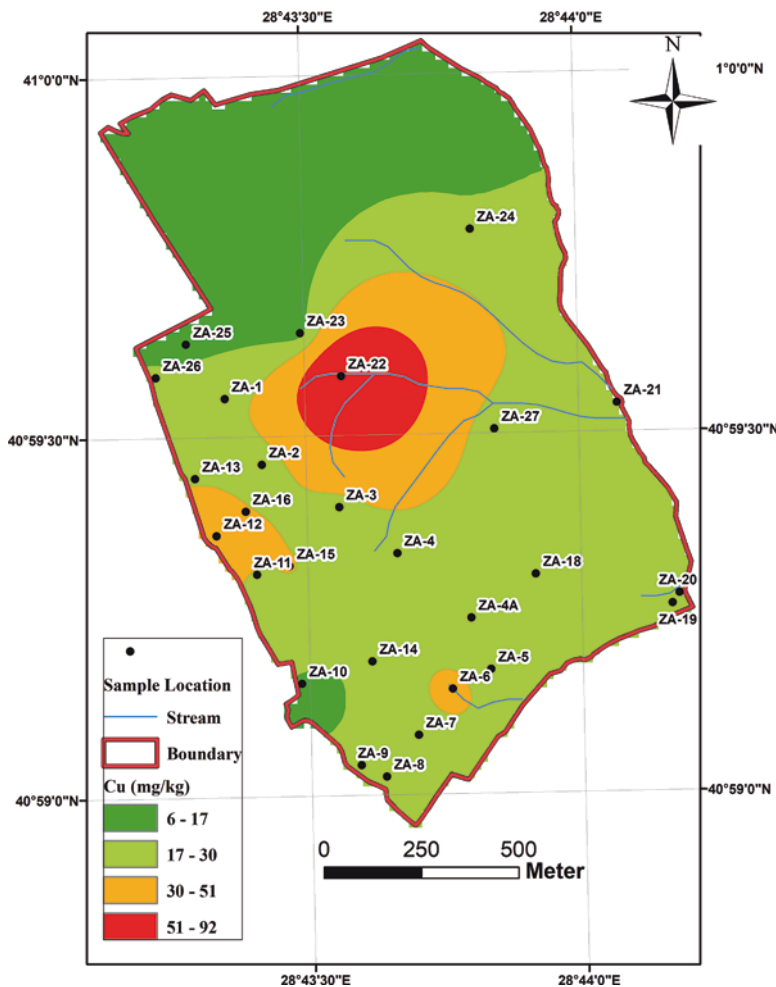 28°43'30"E 28°44'0"E
N
41°0'0"N
1°0'0"N
ZA-24
ZA-23
ZA-25
ZA-22
ZA-26
ZA-1
ZA-21
ZA-27
40°59'30"N
40°59'30"N
ZA-2
ZA-13
ZA-3
ZA-16
ZA-12
ZA-4
ZA-15
ZA-11
ZA-18
ZA-20
ZA-19
ZA-4A
ZA-14
ZA-5
ZA-6
ZA-10
Sample Location
Stream
ZA-7
Boundary
ZA-9
ZA-8
Cu (mg/kg)
40°59'0"N
40°59'0"N
6 - 17
17 - 30
0 250 500
Meter
30 - 51
51 - 92
28°43'30"E 28°44'0"E